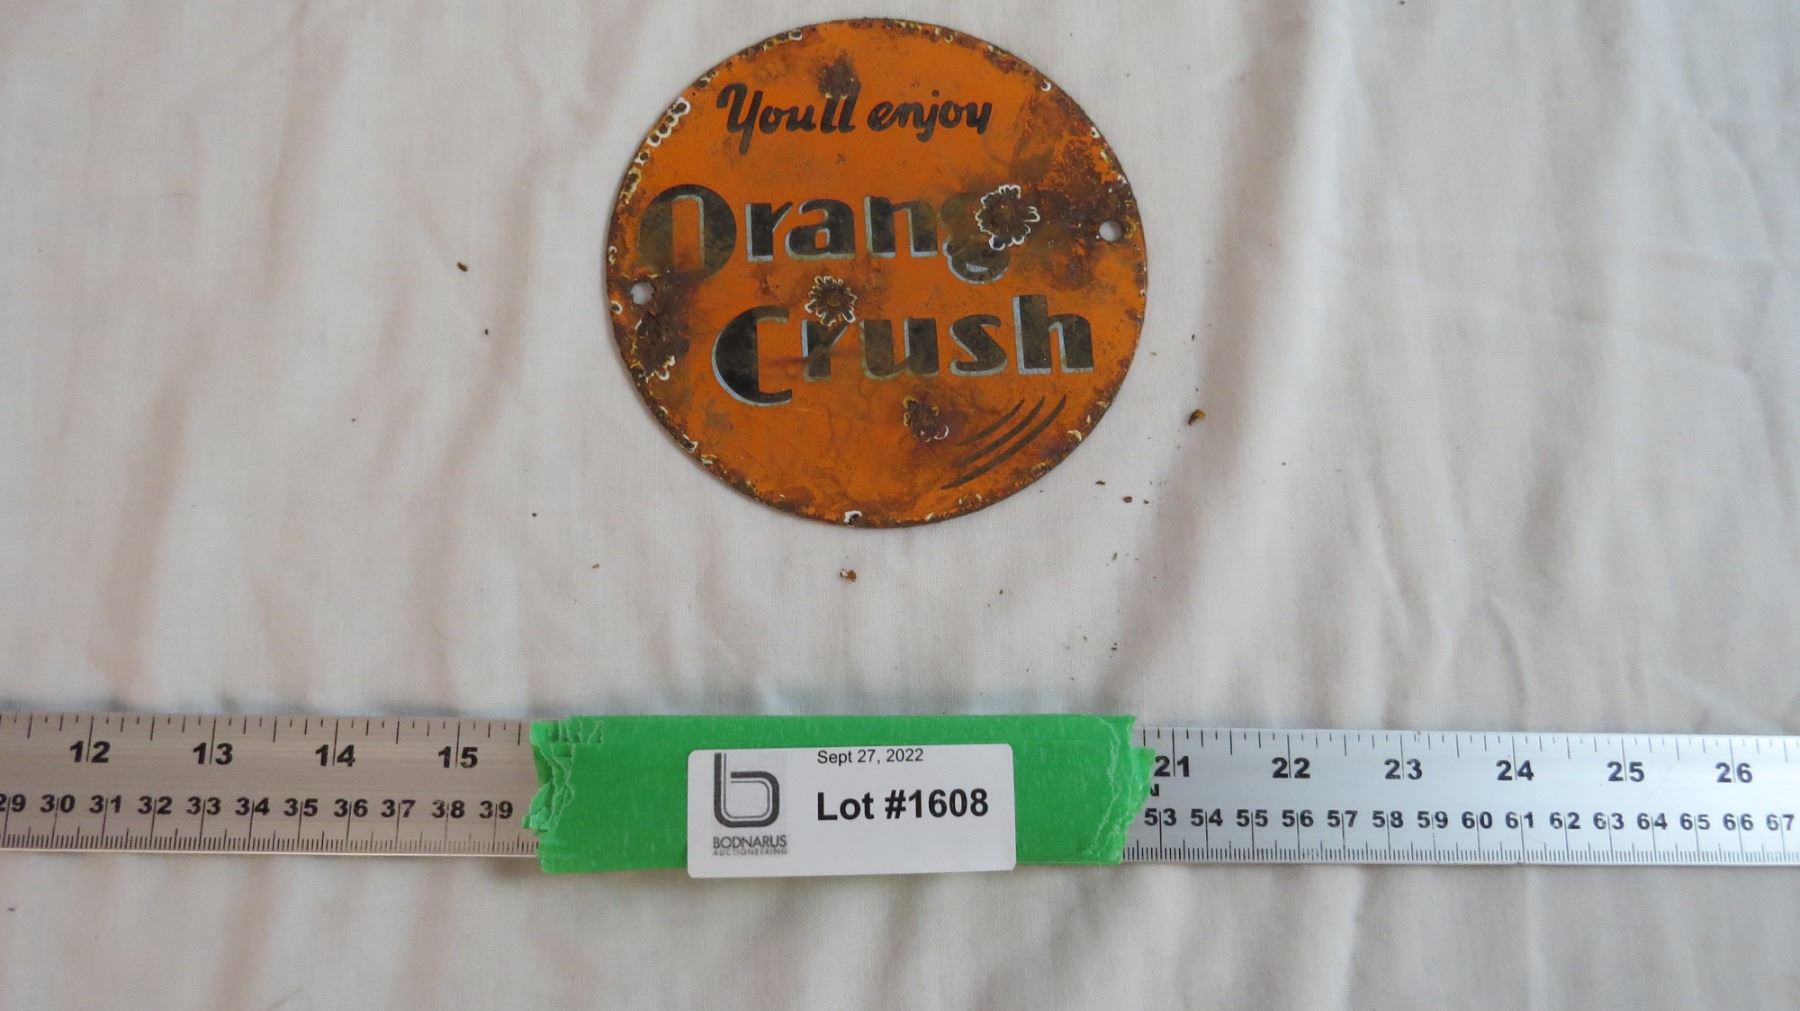 You'll enjoy
Orange
Crush
12 13 14 15 21 22 23 24 25 26
29 30 31 32 33 34 35 36 37 38 39 53 54 55 56 57 58 59 60 61 62 63 64 65 66 67
Sept 27, 2022
Lot #1608
b
BODNARUS
AUCTIONEERING